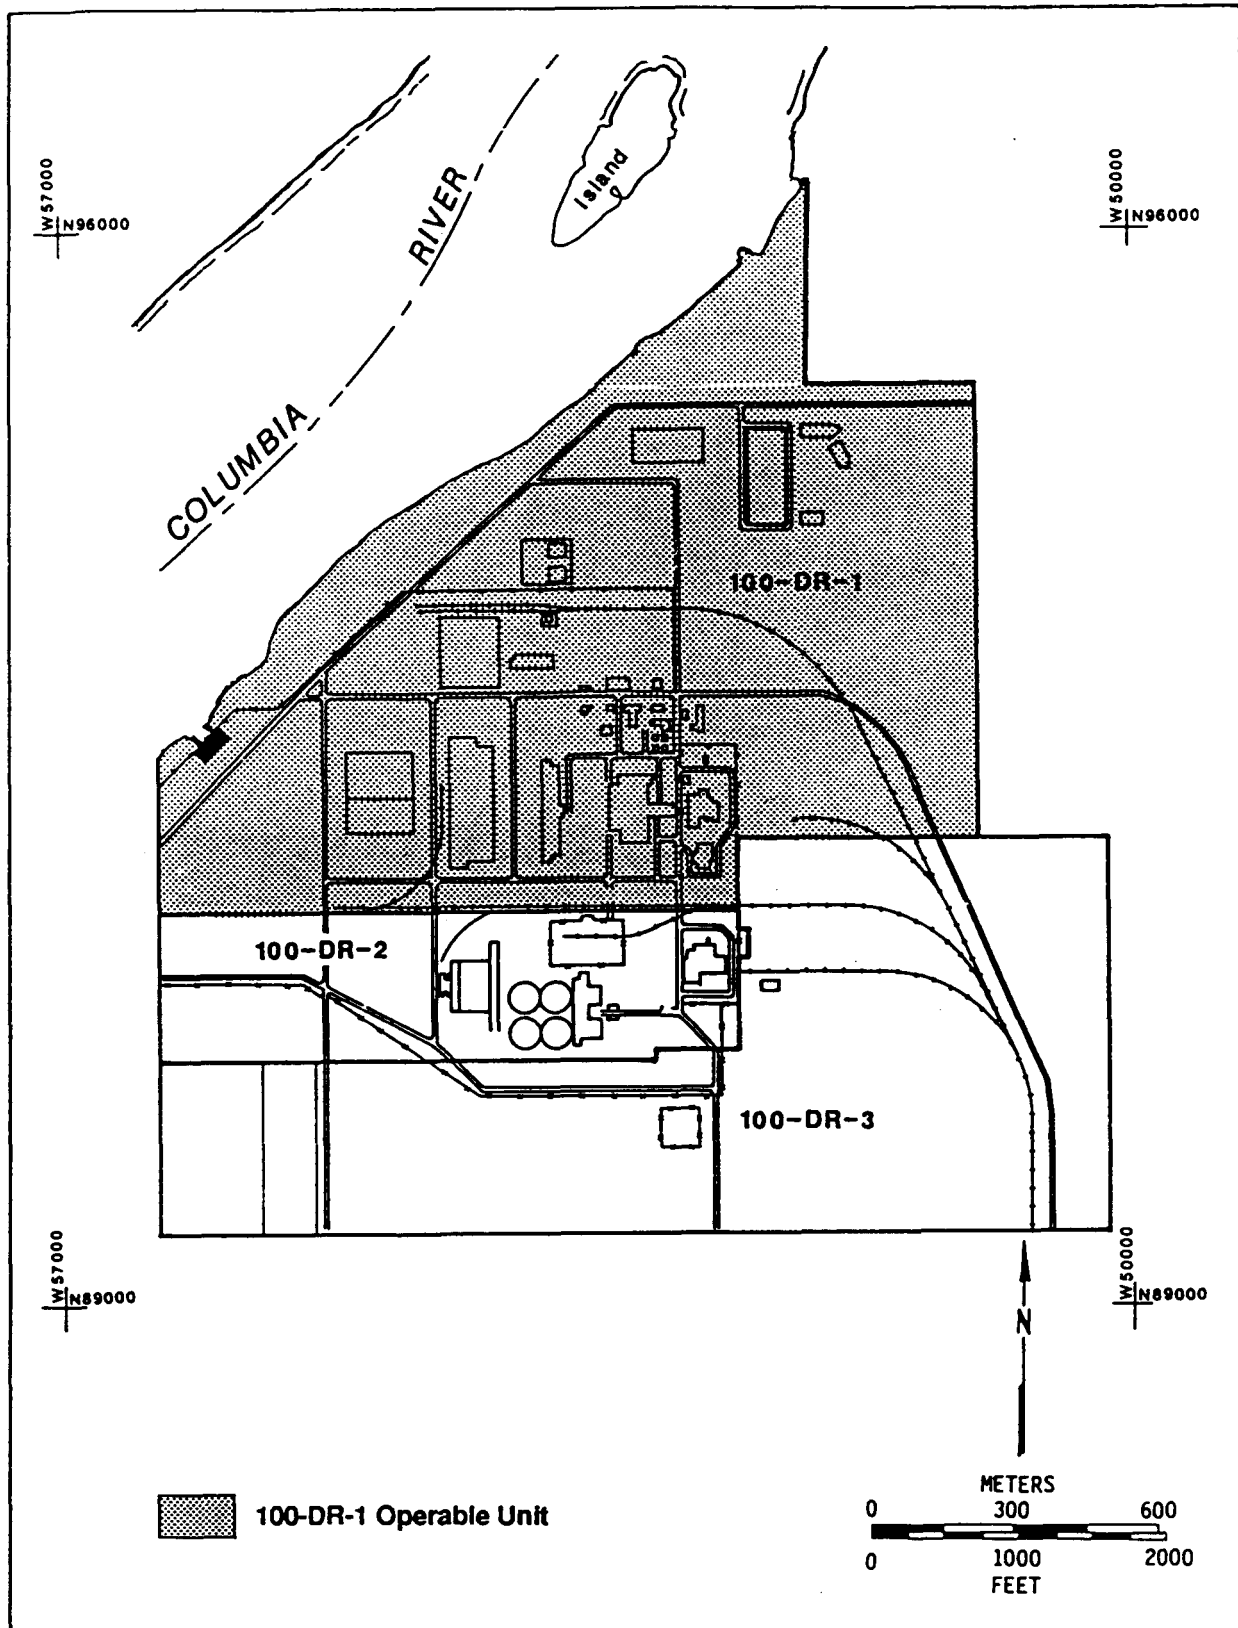 W57000
N96000
COLUMBIA RIVER
Island
W50000
N96000
100-DR-1
100-DR-2
100-DR-3
W57000
N89000
W50000
N89000
N
100-DR-1 Operable Unit
METERS
0 300 600
0 1000 2000
FEET